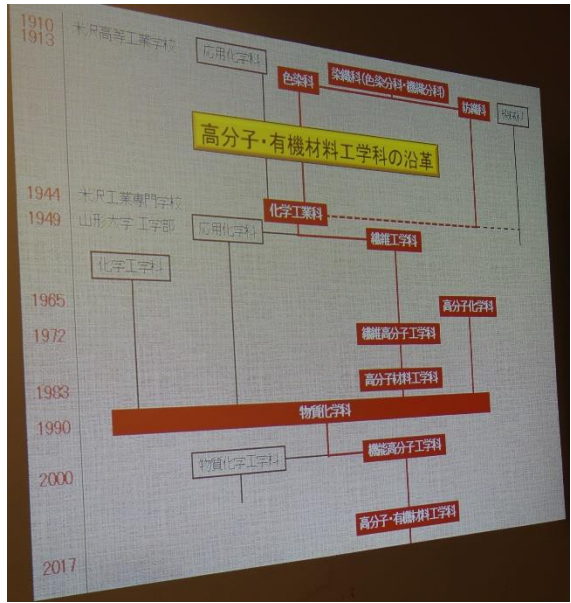 1910
1913
米沢高等工業学校
応用化学科
色染科
染織科(色染分科・機織分科)
紡織科
高分子・有機材料工学科の沿革
1944
米沢工業専門学校
化学工業科
1949
山形大学 工学部
応用化学科
繊維工学科
化学工学科
1965
高分子化学科
1972
繊維高分子工学科
高分子材料工学科
1983
物質化学科
1990
物質化学工学科
機能高分子工学科
2000
高分子・有機材料工学科
2017